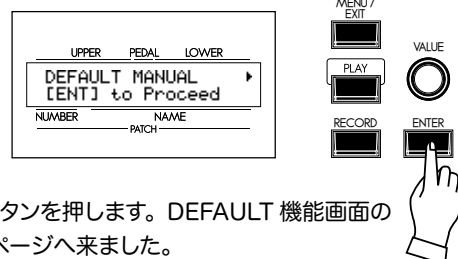 MENU /
EXIT
UPPER PEDAL LOWER
VALUE
PLAY
DEFAULT MANUAL
[ENT] to Proceed
NUMBER NAME
PATCH
RECORD ENTER
タンを押します。DEFAULT 機能画面の
ページへ来ました。